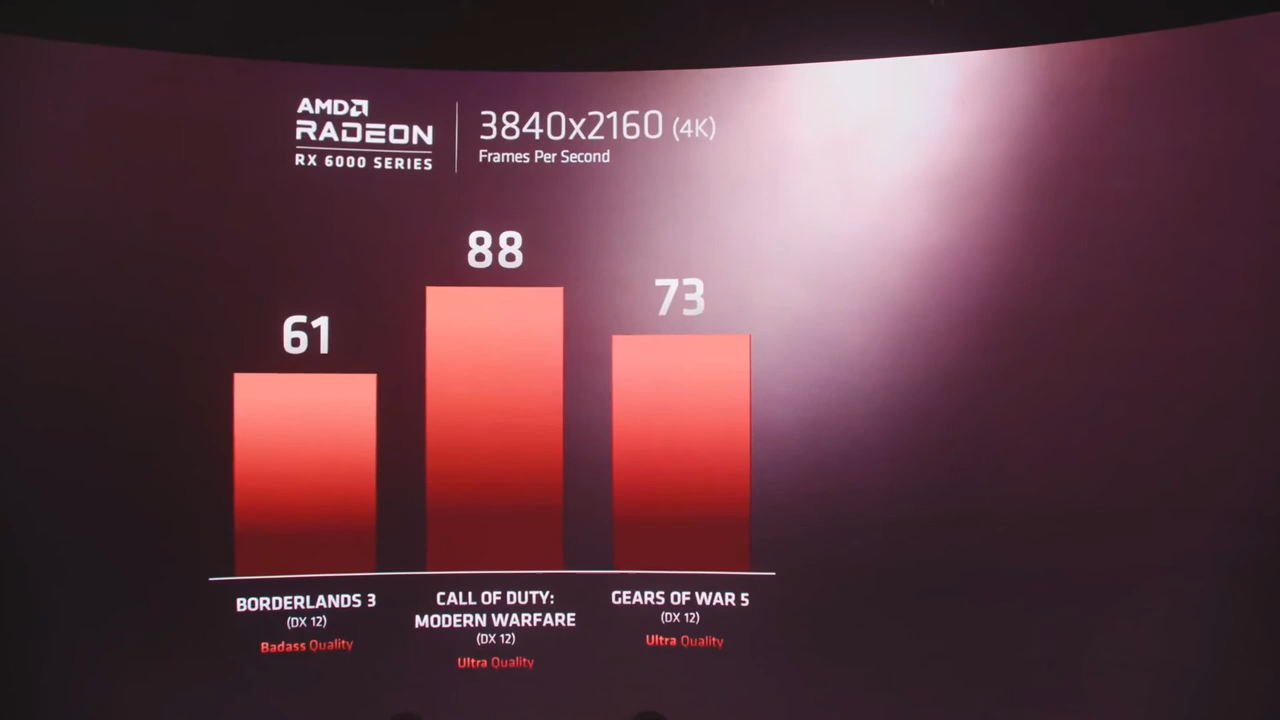 AMD
RADEON
RX 6000 SERIES
3840x2160 (4K)
Frames Per Second
61
88
73
BORDERLANDS 3
(DX 12)
Badass Quality
CALL OF DUTY:
MODERN WARFARE
(DX 12)
Ultra Quality
GEARS OF WAR 5
(DX 12)
Ultra Quality